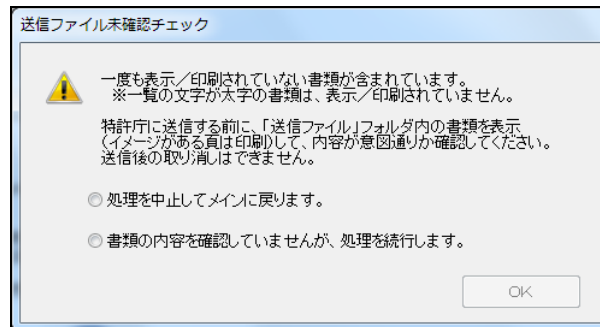 送信ファイル未確認チェック
一度も表示／印刷されていない書類が含まれています。
※一覧の文字が太字の書類は、表示／印刷されていません。
特許庁に送信する前に、「送信ファイル」フォルダ内の書類を表示
（イメージがある頁は印刷）して、内容が意図通りか確認してください。
送信後の取り消しはできません。
処理を中止してメインに戻ります。
書類の内容を確認していませんが、処理を続行します。
OK